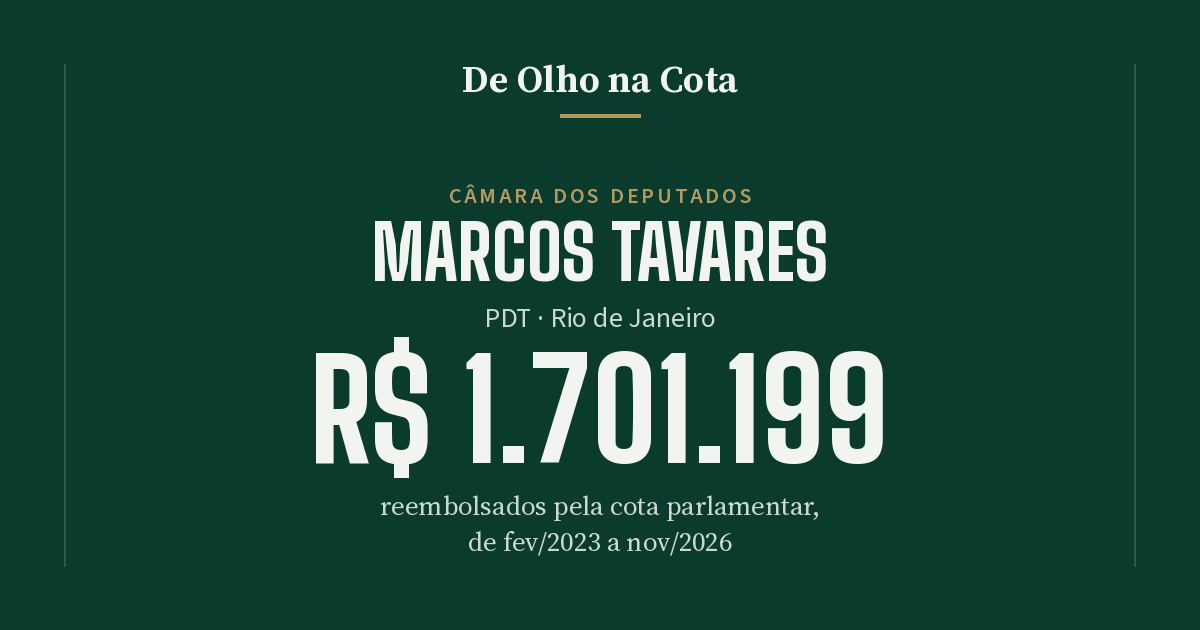 De Olho na Cota
CÂMARA DOS DEPUTADOS
MARCOS TAVARES
PDT · Rio de Janeiro
R$ 1.701.199
reembolsados pela cota parlamentar,
de fev/2023 a nov/2026